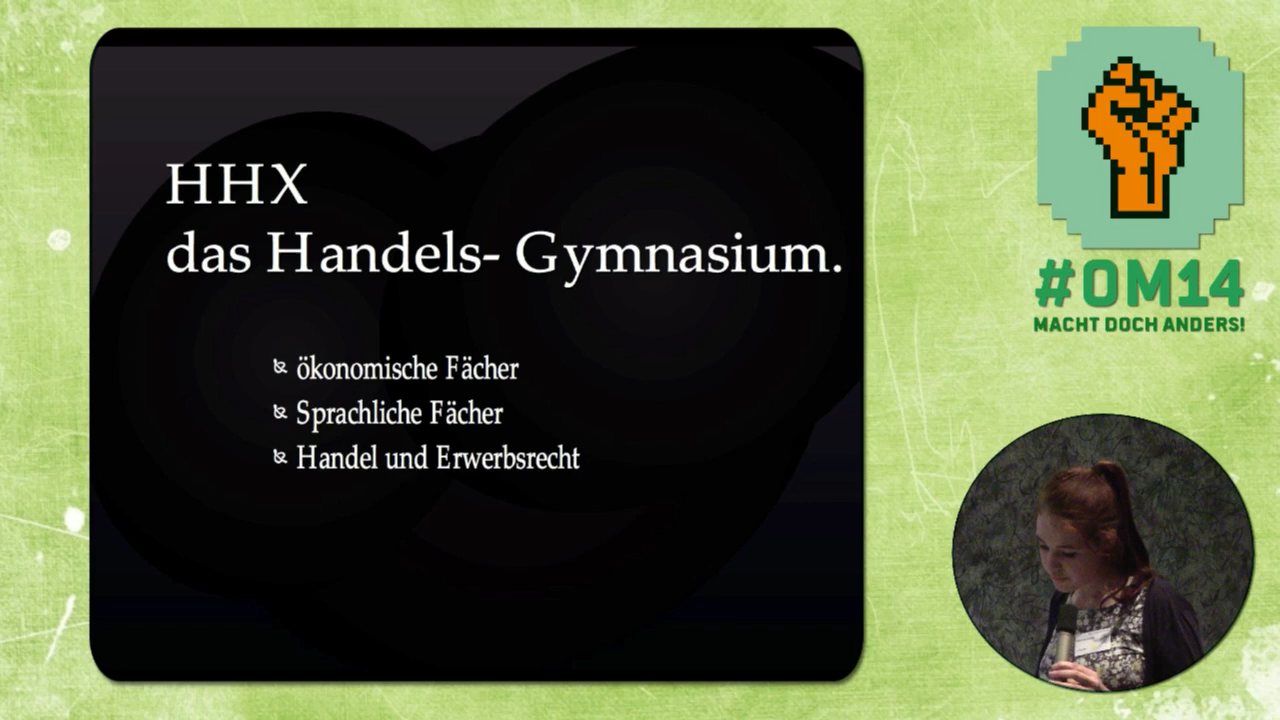 HHX
das Handels- Gymnasium.
ökonomische Fächer
Sprachliche Fächer
Handel und Erwerbsrecht
#OM14
MACHT DOCH ANDERS!